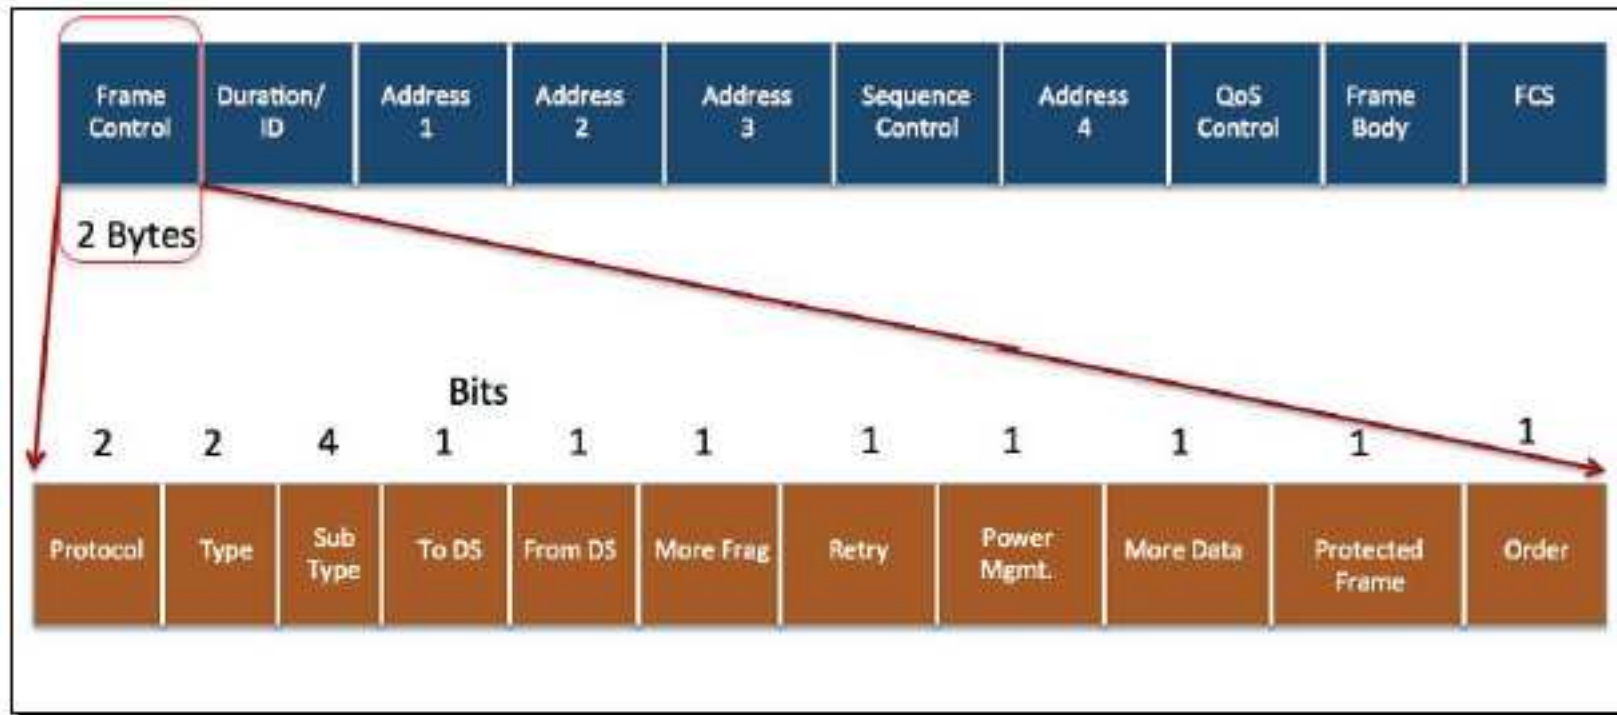 Frame
Control
Duration/
ID
Address
1
Address
2
Address
3
Sequence
Control
Address
4
QoS
Control
Frame
Body
FCS
2 Bytes
Bits
2 2 4 1 1 1 1 1 1 1 1
Protocol
Type
Sub
Type
To DS
From DS
More Frag
Retry
Power
Mgmt.
More Data
Protected
Frame
Order